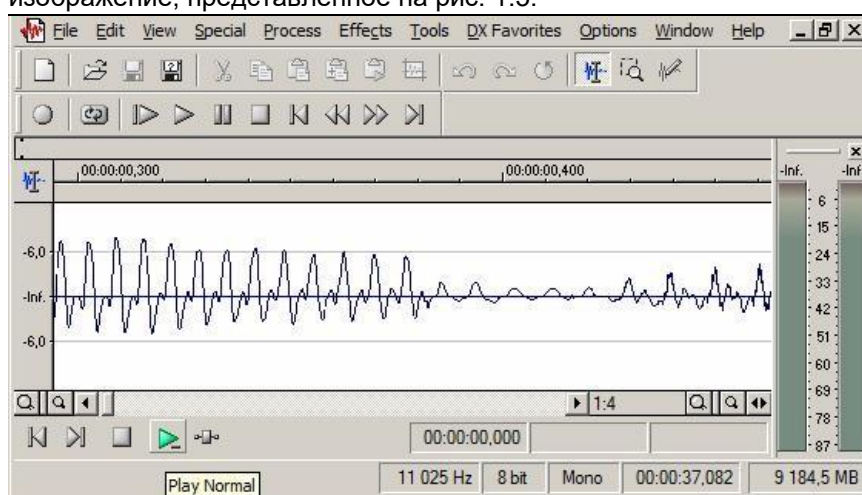 изображение, представленное на рис. 1.3.
File Edit View Special Process Effects Tools DX Favorites Options Window Help
00:00:00,300 00:00:00,400
-Inf. -Inf
6
15
24
33
42
51
60
69
78
87
-6,0
-Inf.
-6,0
1:4
00:00:00,000
Play Normal
11 025 Hz 8 bit Mono 00:00:37,082 9 184,5 MB